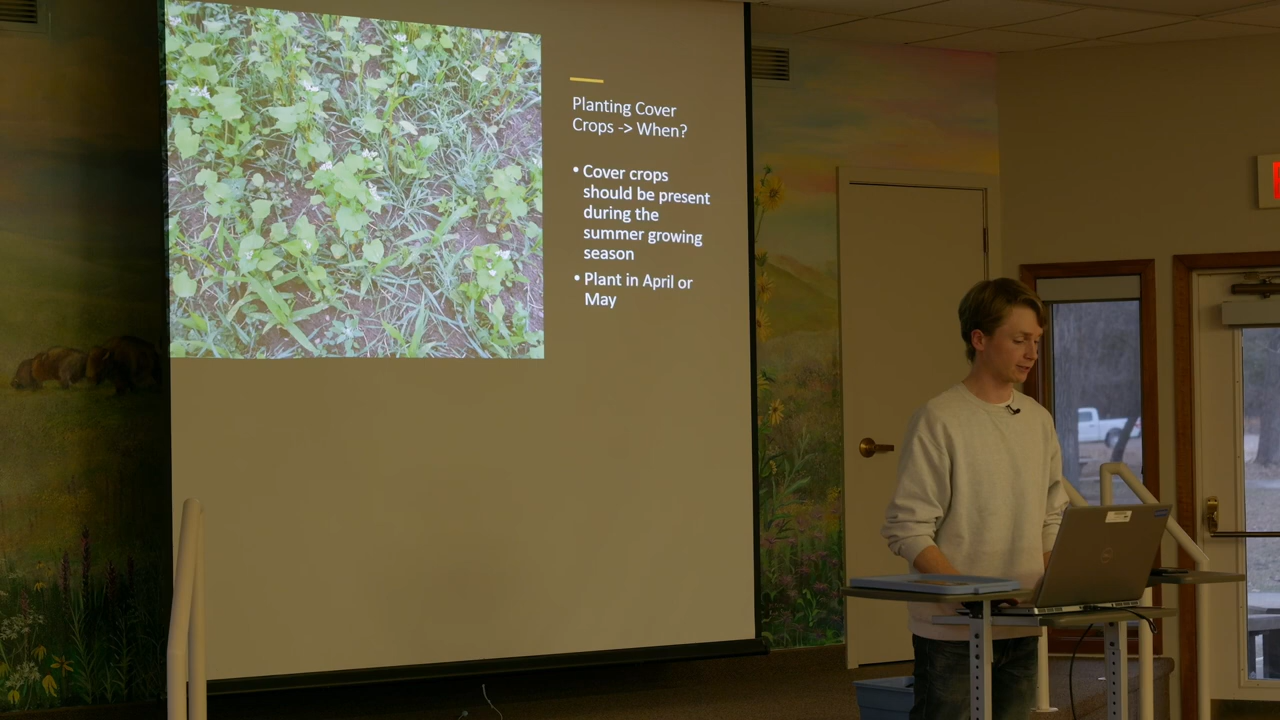 Planting Cover
Crops -> When?
• Cover crops
should be present
during the
summer growing
season
• Plant in April or
May